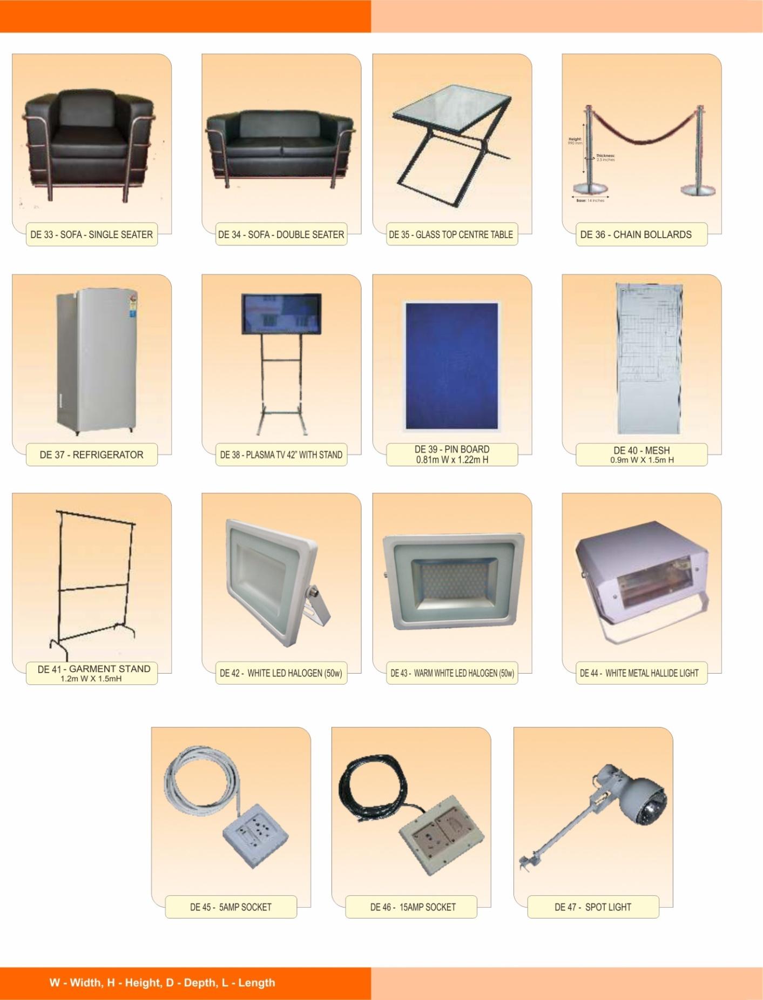 Height:
990 mm
Thickness:
2.5 inches
Base: 14 inches
DE 33 - SOFA - SINGLE SEATER
DE 34 - SOFA - DOUBLE SEATER
DE 35 - GLASS TOP CENTRE TABLE
DE 36 - CHAIN BOLLARDS
DE 37 - REFRIGERATOR
DE 38 - PLASMA TV 42” WITH STAND
DE 39 - PIN BOARD
0.81m W x 1.22m H
DE 40 - MESH
0.9m W X 1.5m H
DE 41 - GARMENT STAND
1.2m W X 1.5mH
DE 42 - WHITE LED HALOGEN (50w)
DE 43 - WARM WHITE LED HALOGEN (50w)
DE 44 - WHITE METAL HALLIDE LIGHT
DE 45 - 5AMP SOCKET
DE 46 - 15AMP SOCKET
DE 47 - SPOT LIGHT
W - Width, H - Height, D - Depth, L - Length